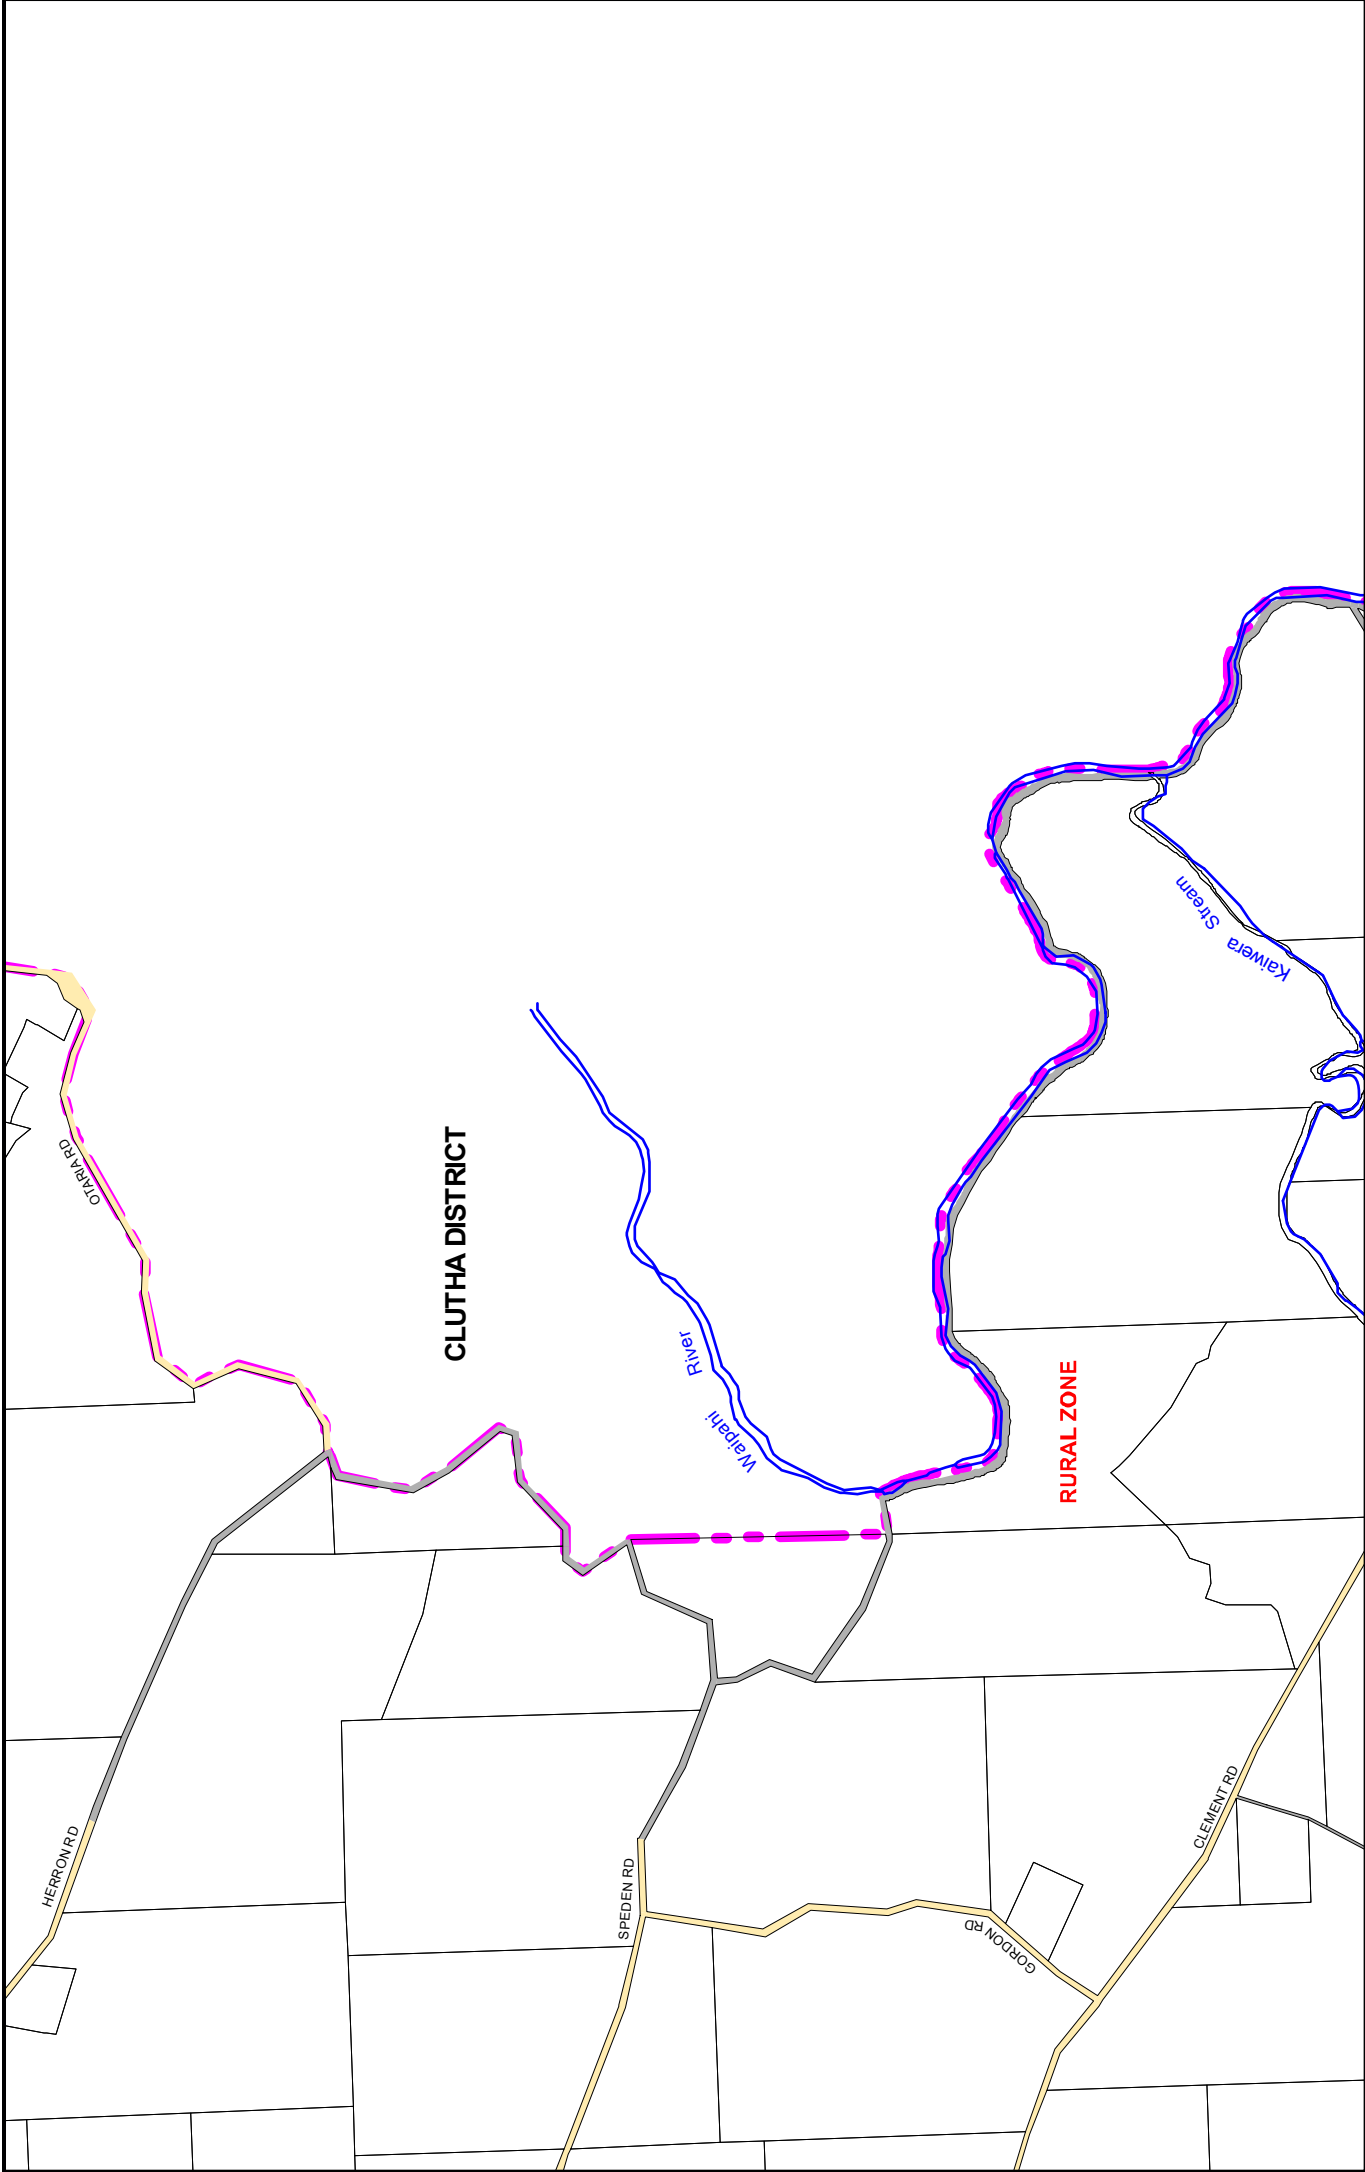 OTARIA RD
CLUTHA DISTRICT
Waipahi River
Kaiwera Stream
RURAL ZONE
HERRON RD
SPEDEN RD
GORDON RD
CLEMENT RD